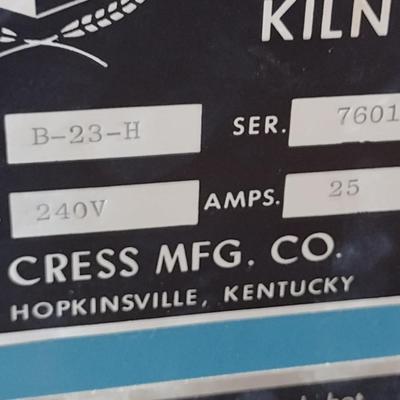 KILN
B-23-H SER. 7601
240V AMPS. 25
CRESS MFG. CO.
HOPKINSVILLE, KENTUCKY